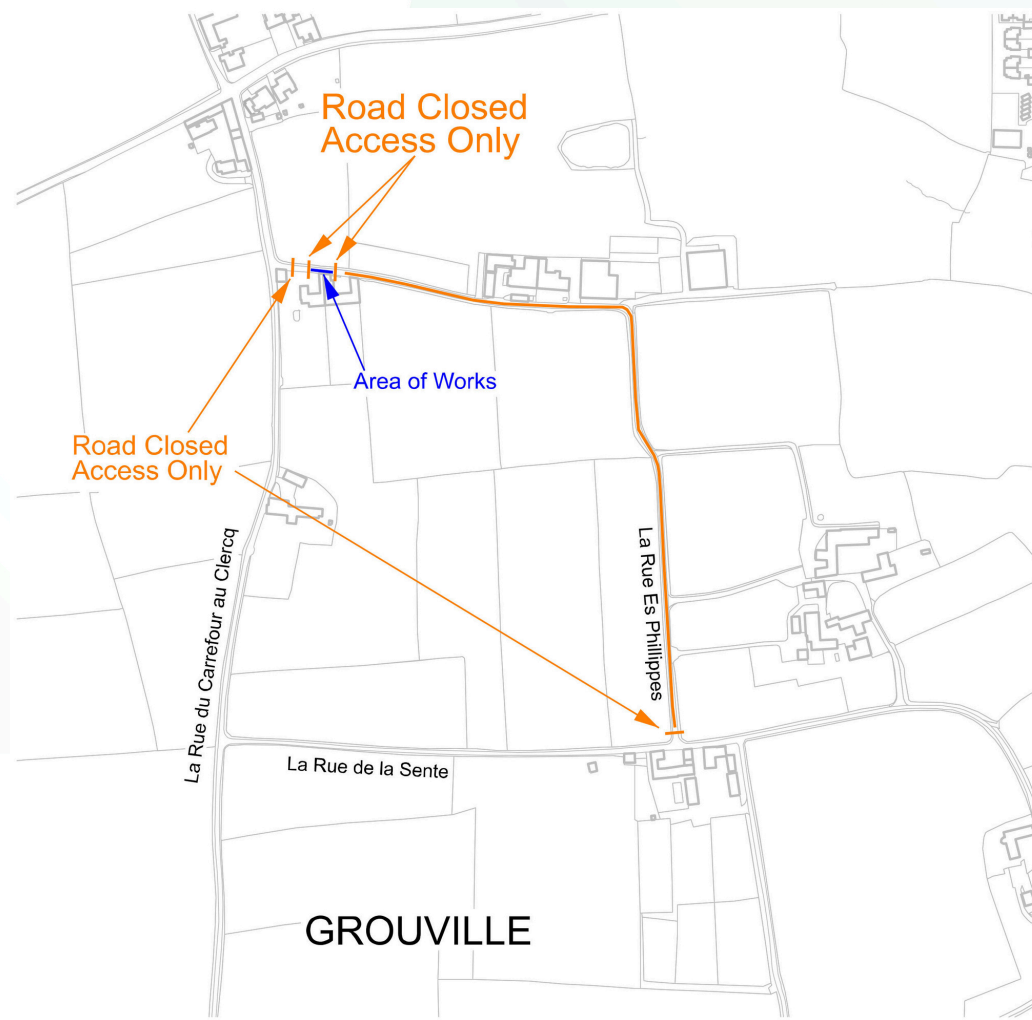 Road Closed
Access Only
Area of Works
Road Closed
Access Only
La Rue du Carrefour au Clercq
La Rue Es Phillippes
La Rue de la Sente
GROUVILLE